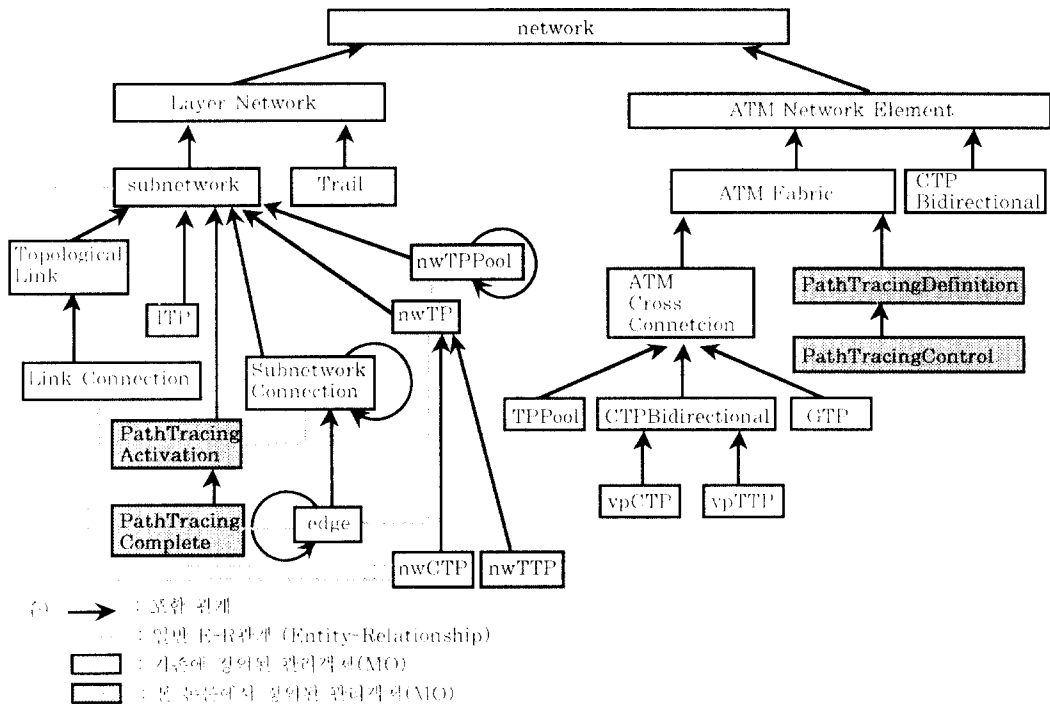 network
Layer Network
ATM Network Element
subnetwork
Trail
ATM Fabric
CTP
Bidirectional
Topological
Link
nwTPPool
ATM
Cross
Connetcion
PathTracingDefinition
nwTP
Link Connection
Subnetwork
Connection
PathTracingControl
TPPool
CTPBidirectional
GTP
PathTracing
Activation
vpCTP
vpTTP
PathTracing
Complete
edge
nwCTP
nwTTP
: 포함 관계
: 일반 E-R관계 (Entity-Relationship)
: 기존에 정의된 관리객체(MO)
: 본 논문에서 정의된 관리객체(MO)